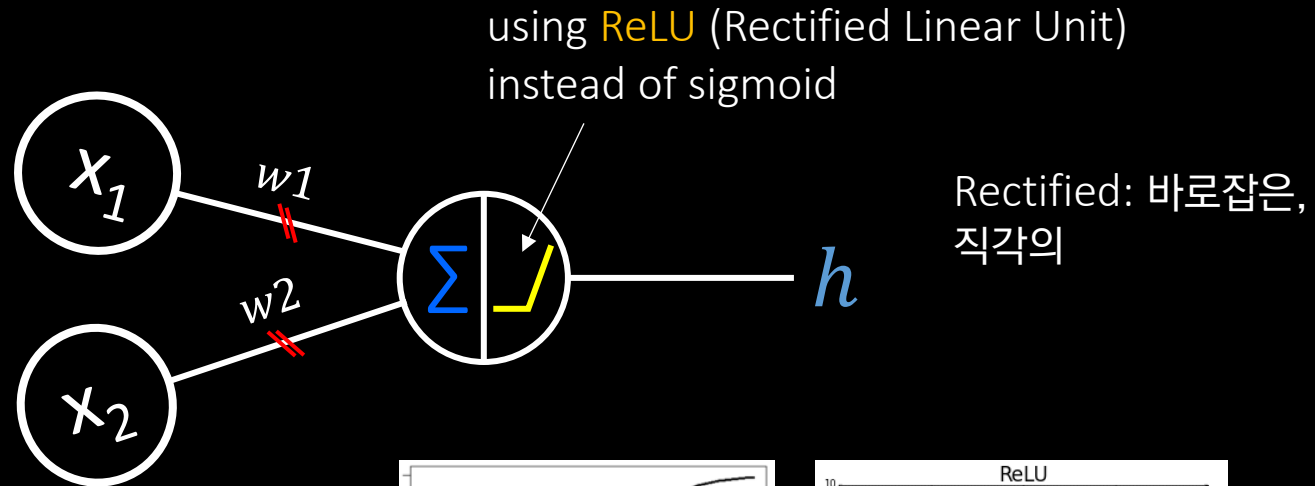 using ReLU (Rectified Linear Unit)
instead of sigmoid
x1
w1
Rectified: 바로잡은,
직각의
∑
h
w2
x2
ReLU
10